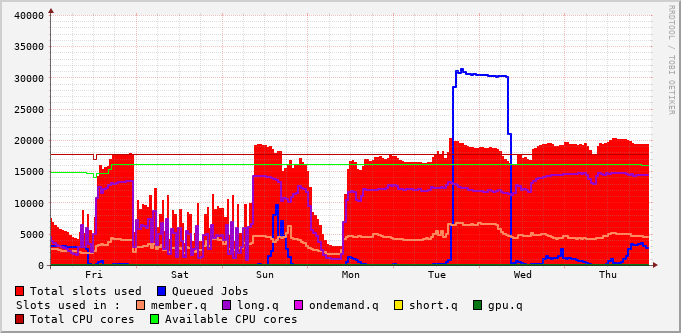 RRDTOOL / TOBI OETIKER
40000
35000
30000
25000
20000
15000
10000
5000
0
Fri Sat Sun Mon Tue Wed Thu
Total slots used Queued Jobs
Slots used in : member.q long.q ondemand.q short.q gpu.q
Total CPU cores Available CPU cores